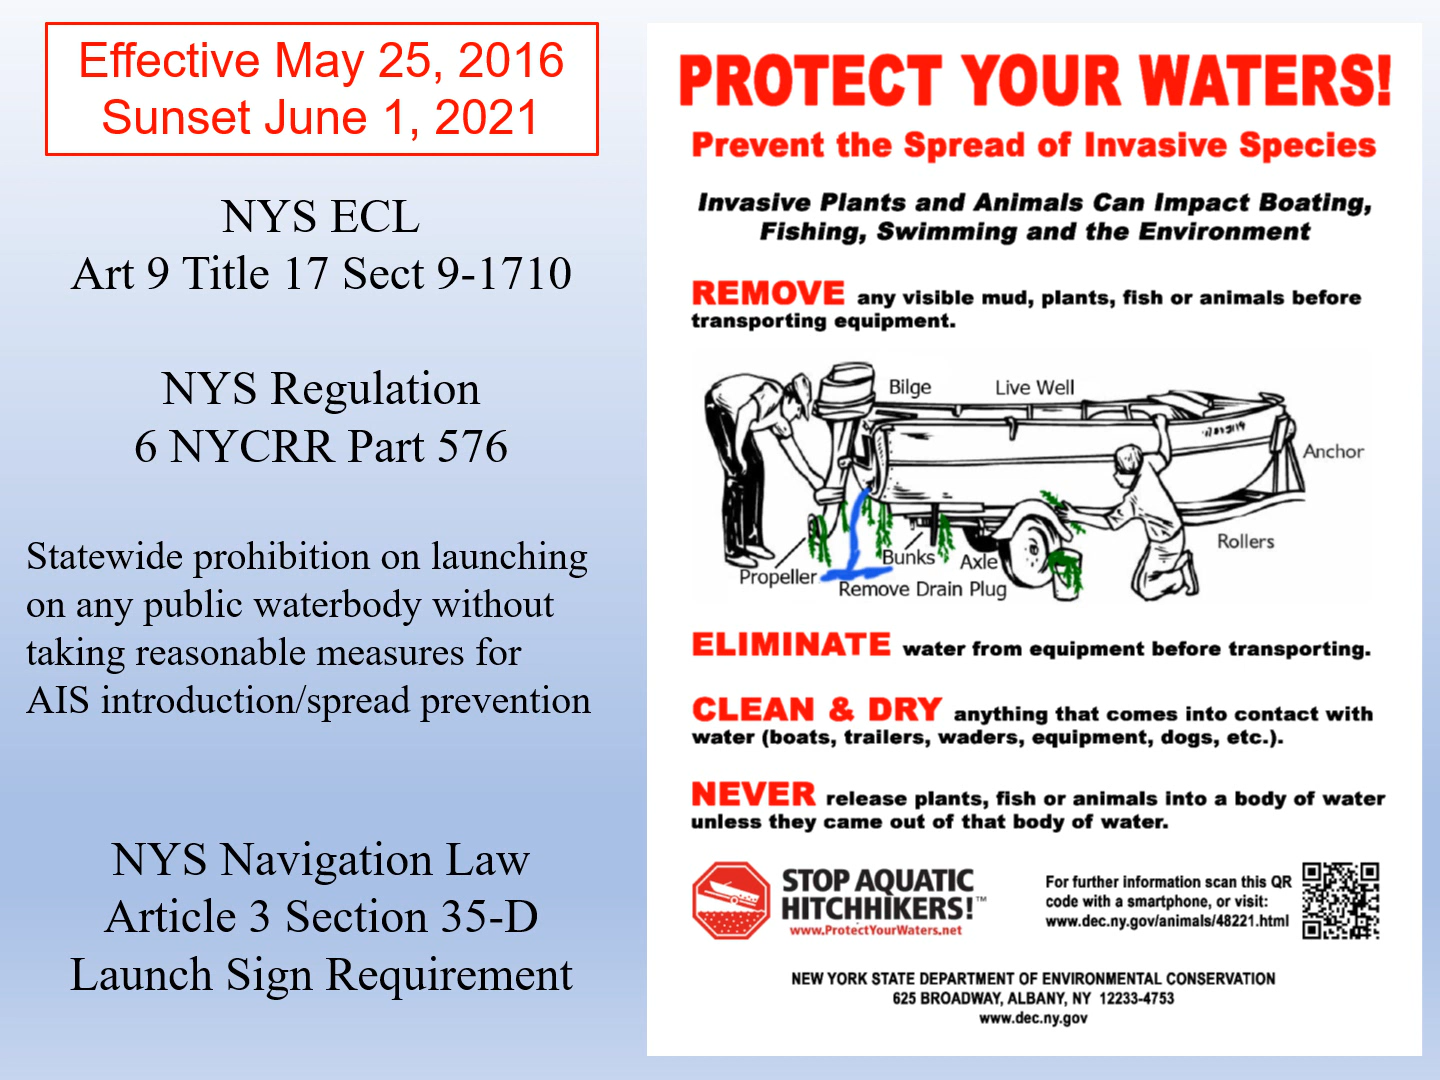 Effective May 25, 2016
Sunset June 1, 2021
NYS ECL
Art 9 Title 17 Sect 9-1710
NYS Regulation
6 NYCRR Part 576
Statewide prohibition on launching
on any public waterbody without
taking reasonable measures for
AIS introduction/spread prevention
NYS Navigation Law
Article 3 Section 35-D
Launch Sign Requirement
PROTECT YOUR WATERS!
Prevent the Spread of Invasive Species
Invasive Plants and Animals Can Impact Boating,
Fishing, Swimming and the Environment
REMOVE any visible mud, plants, fish or animals before
transporting equipment.
Bilge
Live Well
Anchor
Rollers
Bunks
Axle
Propeller
Remove Drain Plug
ELIMINATE water from equipment before transporting.
CLEAN & DRY anything that comes into contact with
water (boats, trailers, waders, equipment, dogs, etc.).
NEVER release plants, fish or animals into a body of water
unless they came out of that body of water.
STOP AQUATIC
HITCHHIKERS!™
www.ProtectYourWaters.net
For further information scan this QR
code with a smartphone, or visit:
www.dec.ny.gov/animals/48221.html
NEW YORK STATE DEPARTMENT OF ENVIRONMENTAL CONSERVATION
625 BROADWAY, ALBANY, NY 12233-4753
www.dec.ny.gov